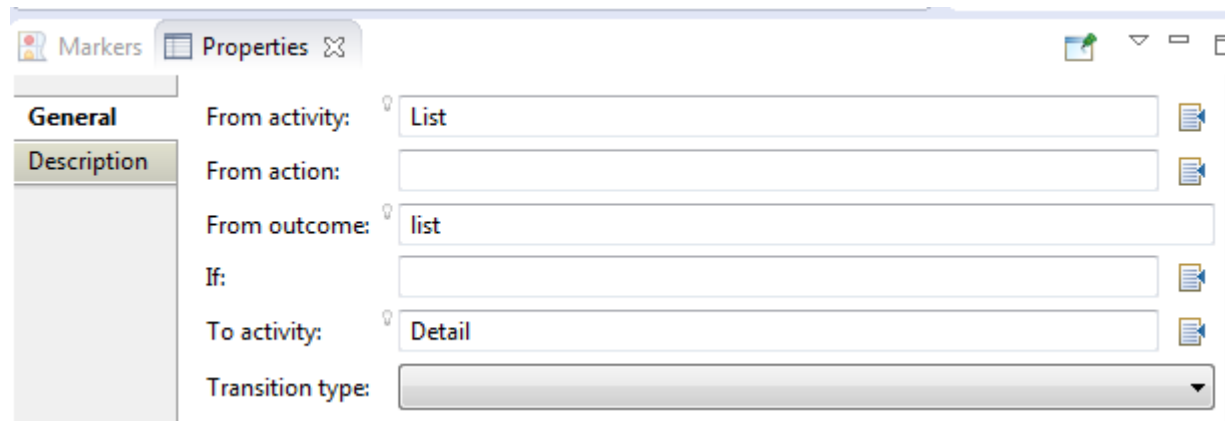 Markers Properties
General
Description
From activity: List
From action:
From outcome: list
If:
To activity: Detail
Transition type: